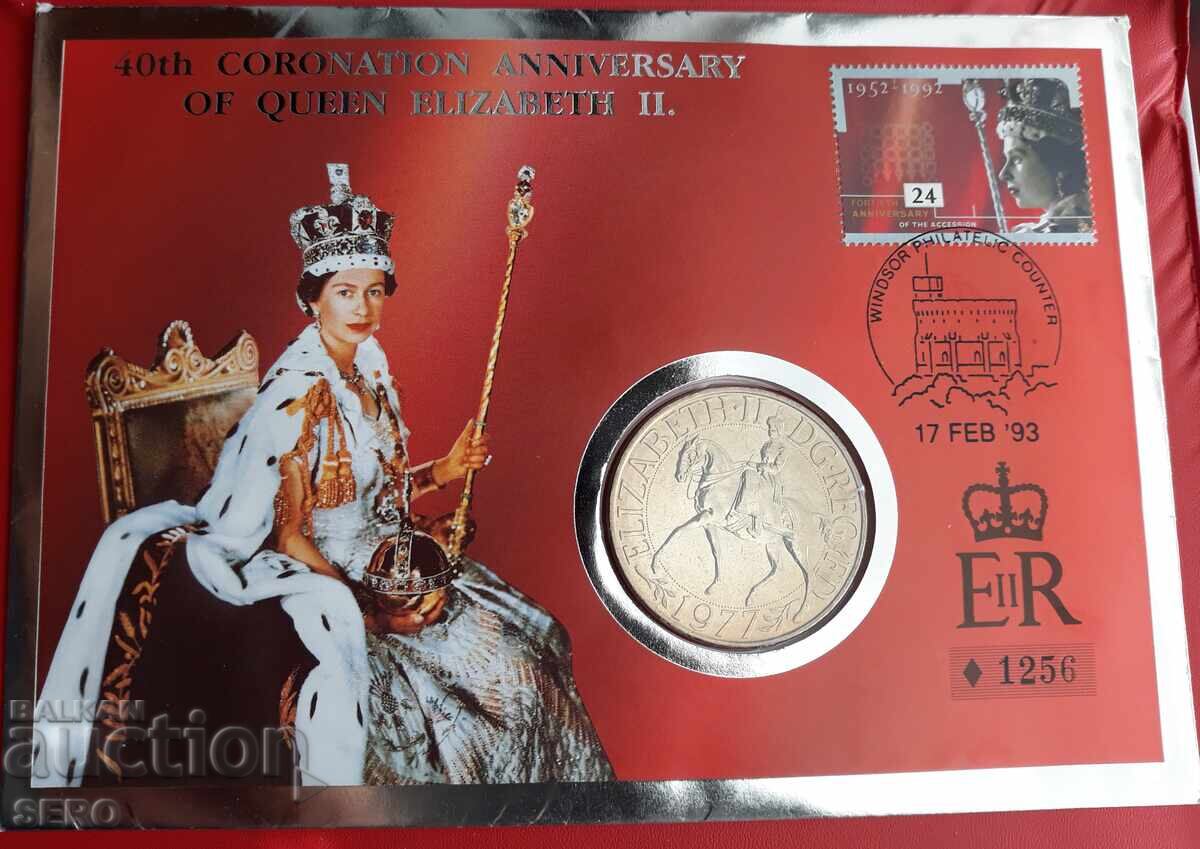 40th CORONATION ANNIVERSARY
OF QUEEN ELIZABETH II.
1952-1992
24
FORTIETH
ANNIVERSARY
OF THE ACCESSION
WINDSOR PHILATELIC COUNTER
17 FEB '93
ELIZABETH·II DG·REG FD
1977
EIIR
♦ 1256
BALKAN
auction
SERO